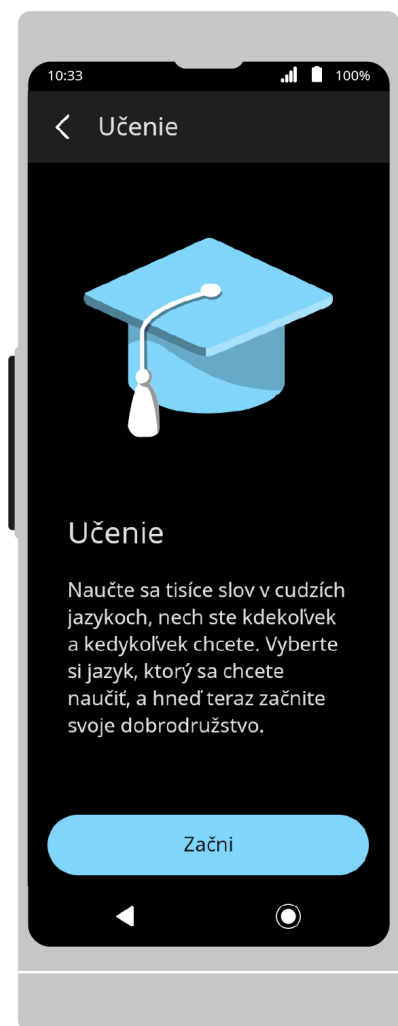 10:33
100%
Učenie
Učenie
Naučte sa tisíce slov v cudzích
jazykoch, nech ste kdekoľvek
a kedykoľvek chcete. Vyberte
si jazyk, ktorý sa chcete
naučiť, a hneď teraz začnite
svoje dobrodružstvo.
Začni